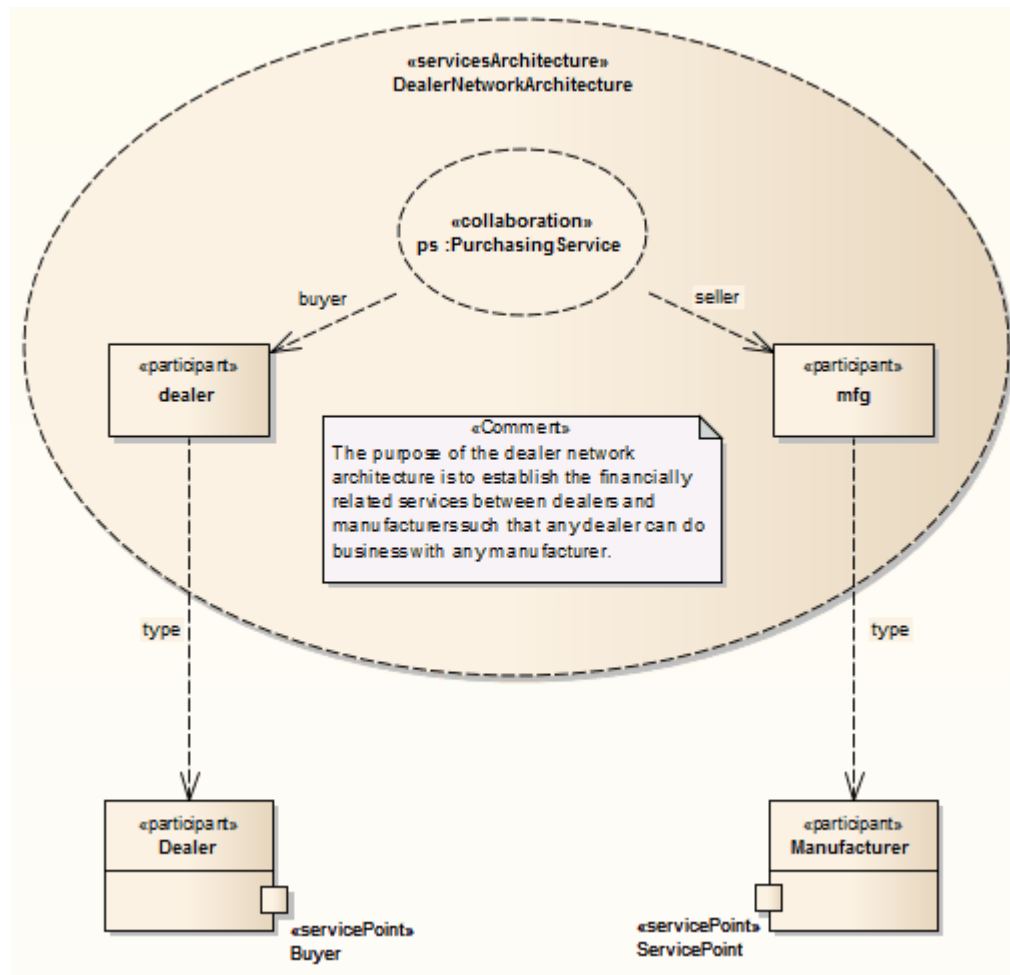 «servicesArchitecture»
DealerNetworkArchitecture
«collaboration»
ps :PurchasingService
buyer
seller
«participant»
dealer
«participant»
mfg
«Comment»
The purpose of the dealer network
architecture is to establish the financially
related services between dealers and
manufacturers such that any dealer can do
business with any manufacturer.
type
type
«participant»
Dealer
«participant»
Manufacturer
«servicePoint»
Buyer
«servicePoint»
ServicePoint